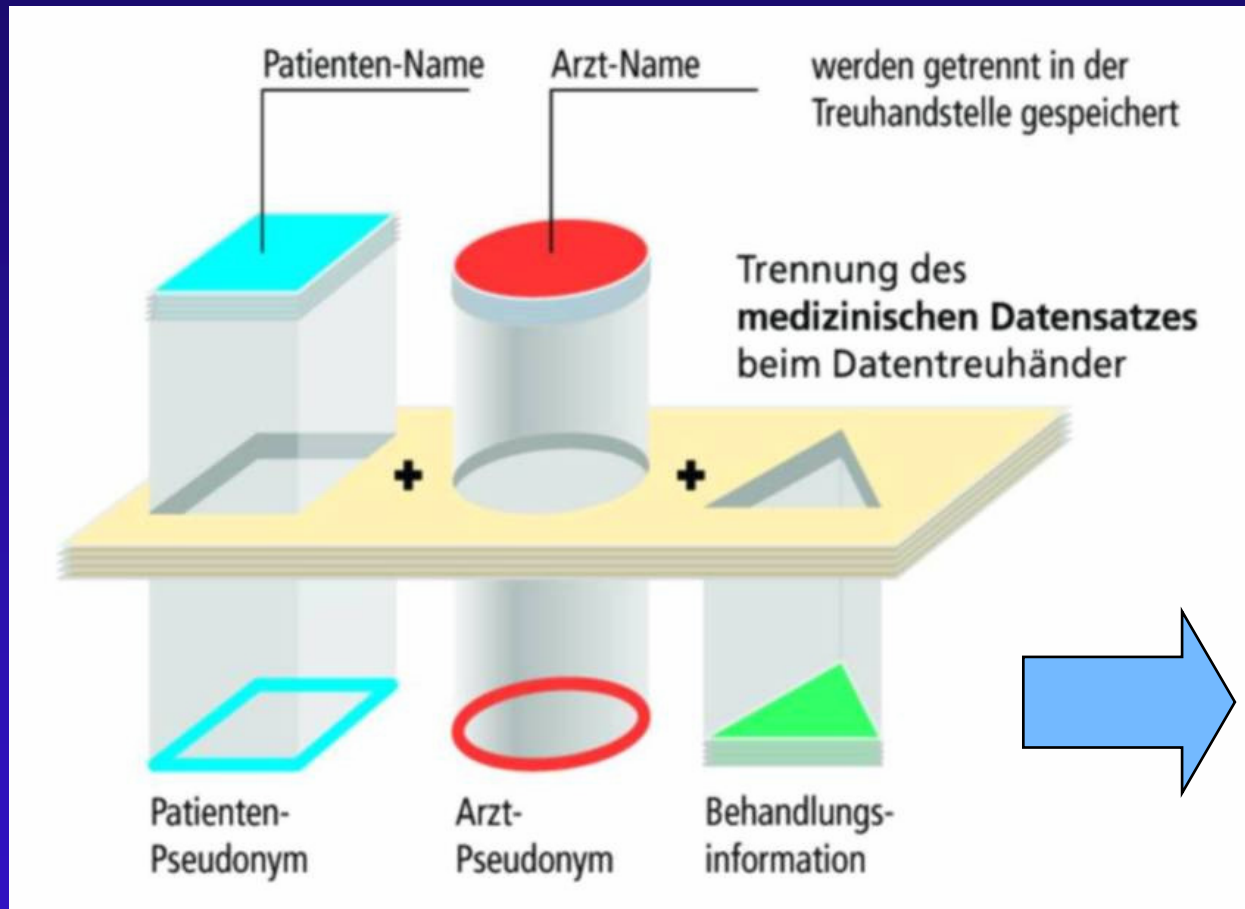 Patienten-Name
Arzt-Name
werden getrennt in der
Treuhandstelle gespeichert
Trennung des
medizinischen Datensatzes
beim Datentreuhänder
+
+
Patienten-
Pseudonym
Arzt-
Pseudonym
Behandlungs-
information